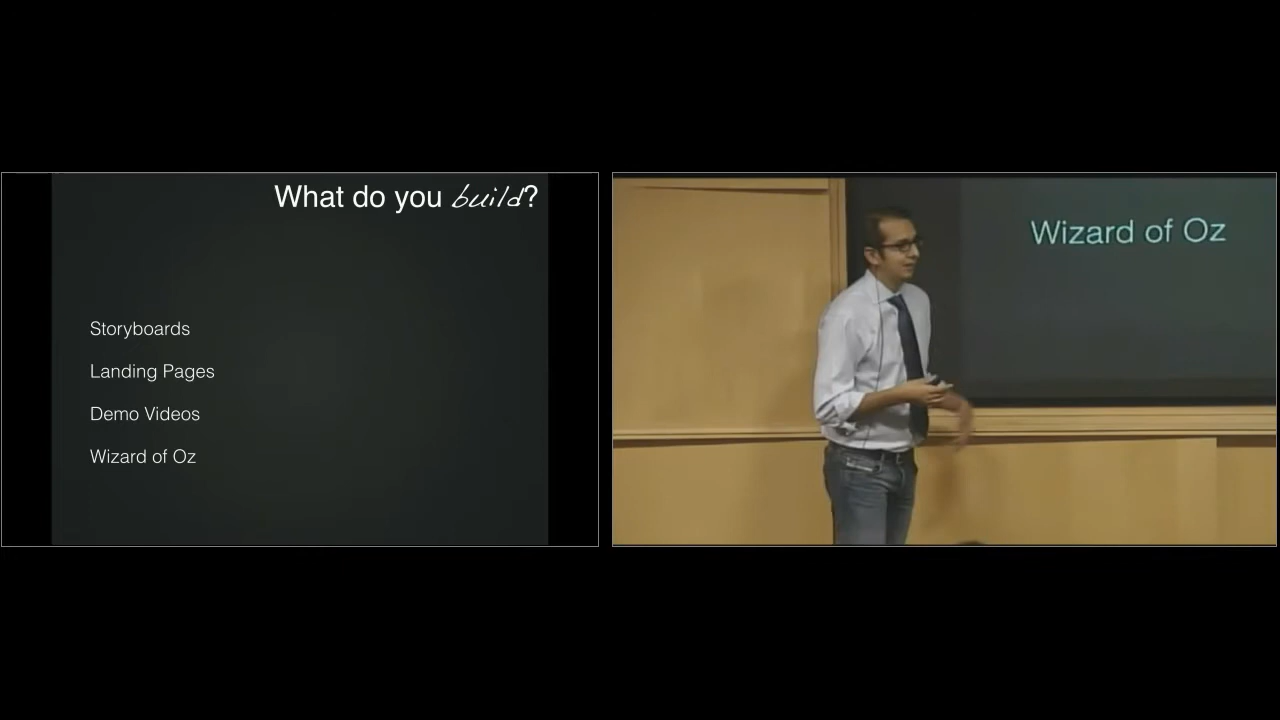 What do you build?
Storyboards
Landing Pages
Demo Videos
Wizard of Oz
Wizard of Oz